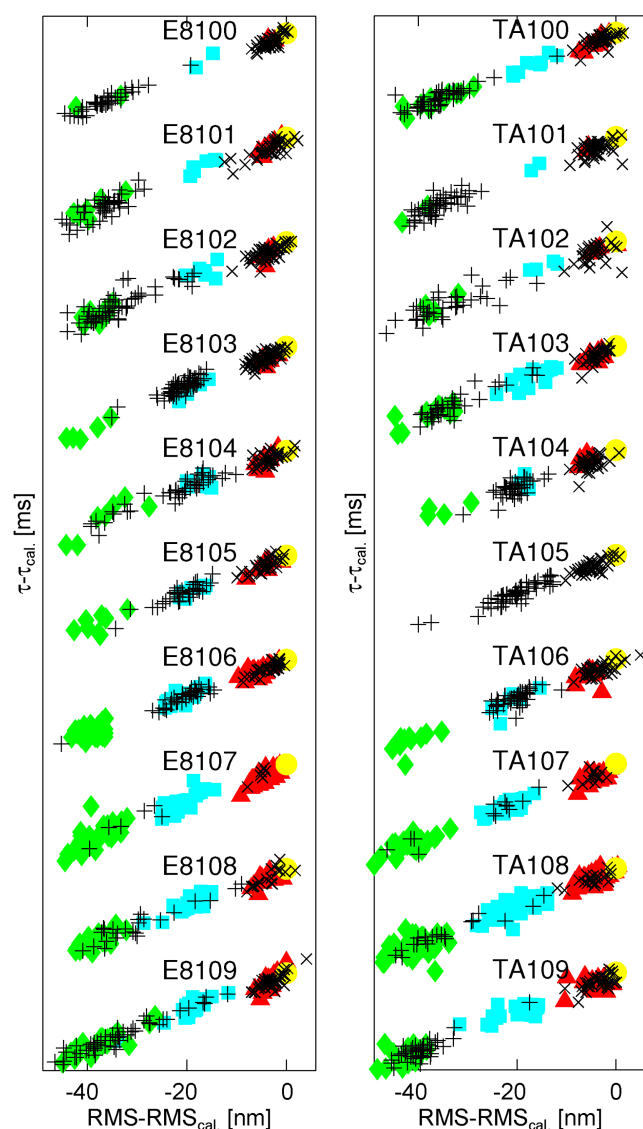 E8100
E8101
E8102
E8103
E8104
E8105
E8106
E8107
E8108
E8109
τ-τcal. [ms]
-40 -20 0
RMS-RMScal. [nm]
TA100
TA101
TA102
TA103
TA104
TA105
TA106
TA107
TA108
TA109
τ-τcal. [ms]
-40 -20 0
RMS-RMScal. [nm]